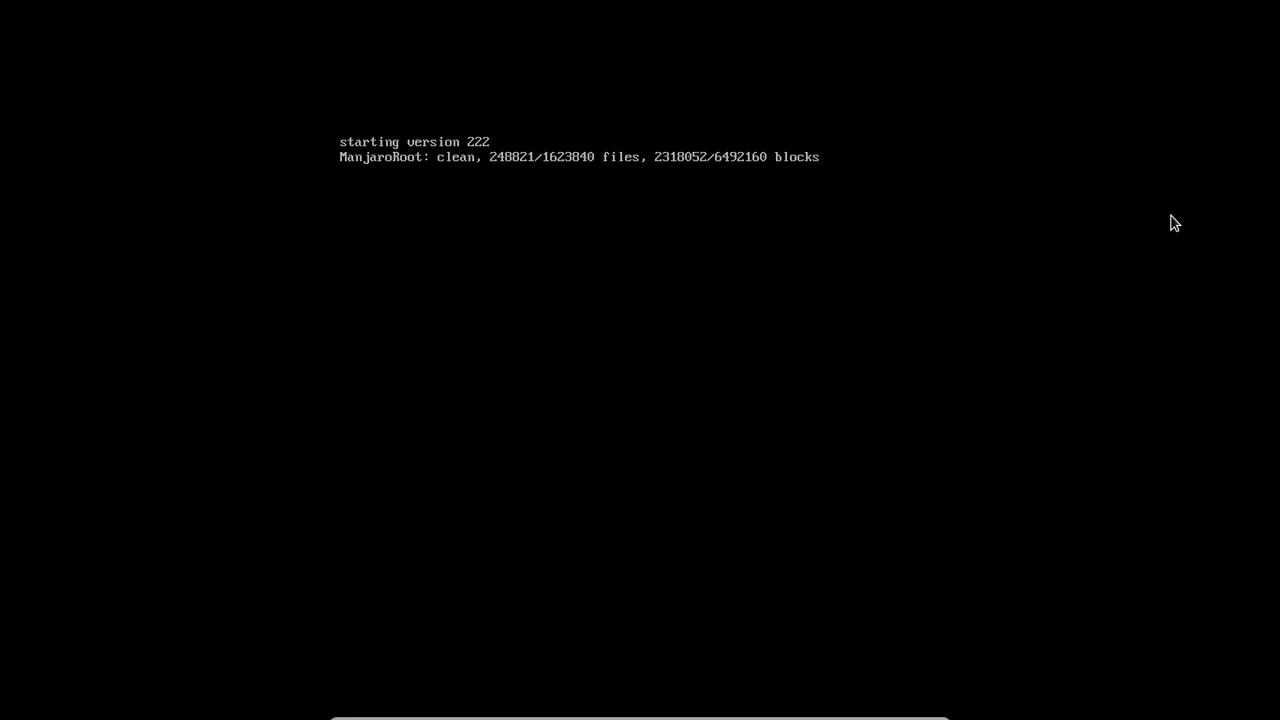 starting version 222
ManjaroRoot: clean, 248821/1623840 files, 2318052/6492160 blocks